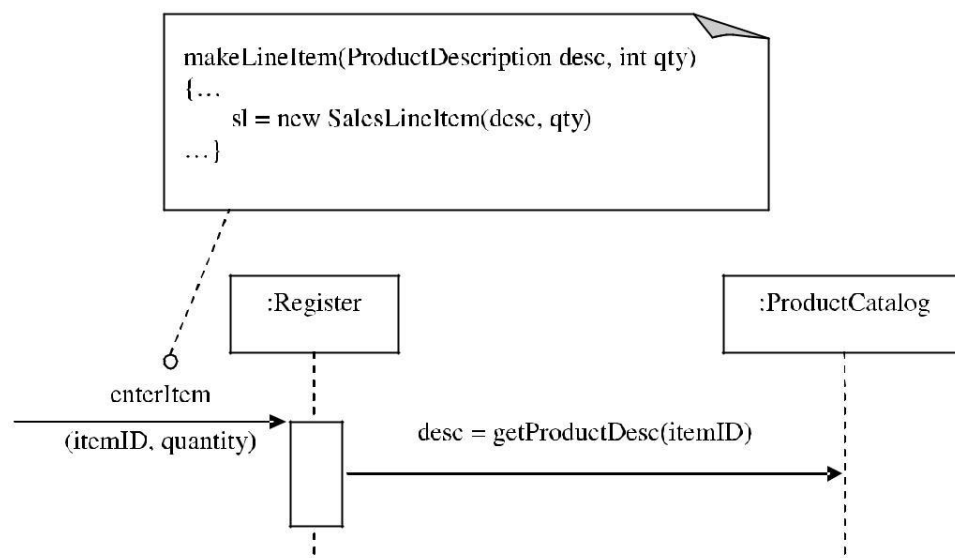 makeLineItem(ProductDescription desc, int qty)
{…
sl = new SalesLineItem(desc, qty)
…}
:Register
:ProductCatalog
enterItem
(itemID, quantity)
desc = getProductDesc(itemID)